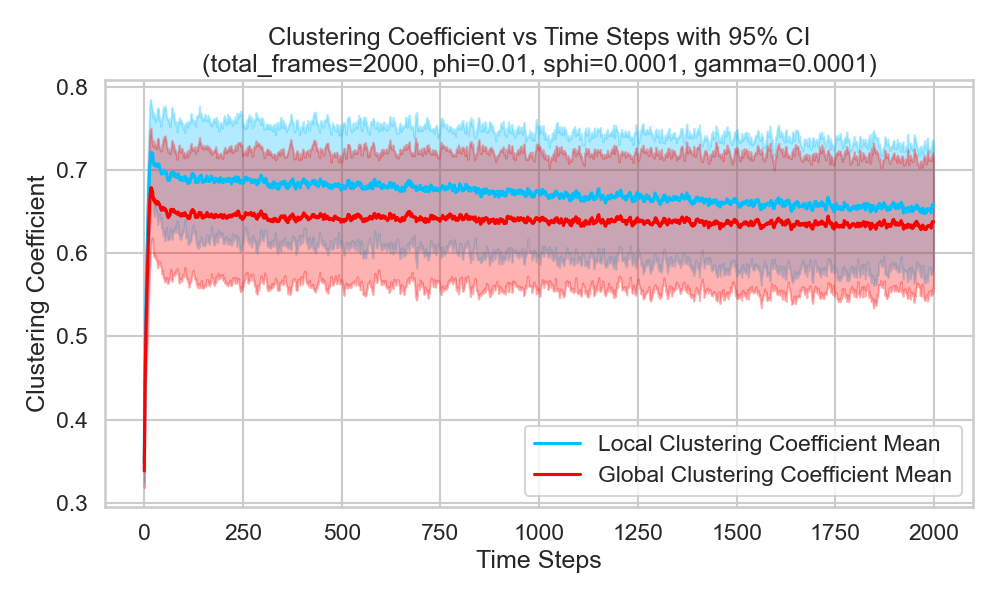 Clustering Coefficient vs Time Steps with 95% CI
(total_frames=2000, phi=0.01, sphi=0.0001, gamma=0.0001)
Clustering Coefficient
0.8
0.7
0.6
0.5
0.4
0.3
Local Clustering Coefficient Mean
Global Clustering Coefficient Mean
0 250 500 750 1000 1250 1500 1750 2000
Time Steps